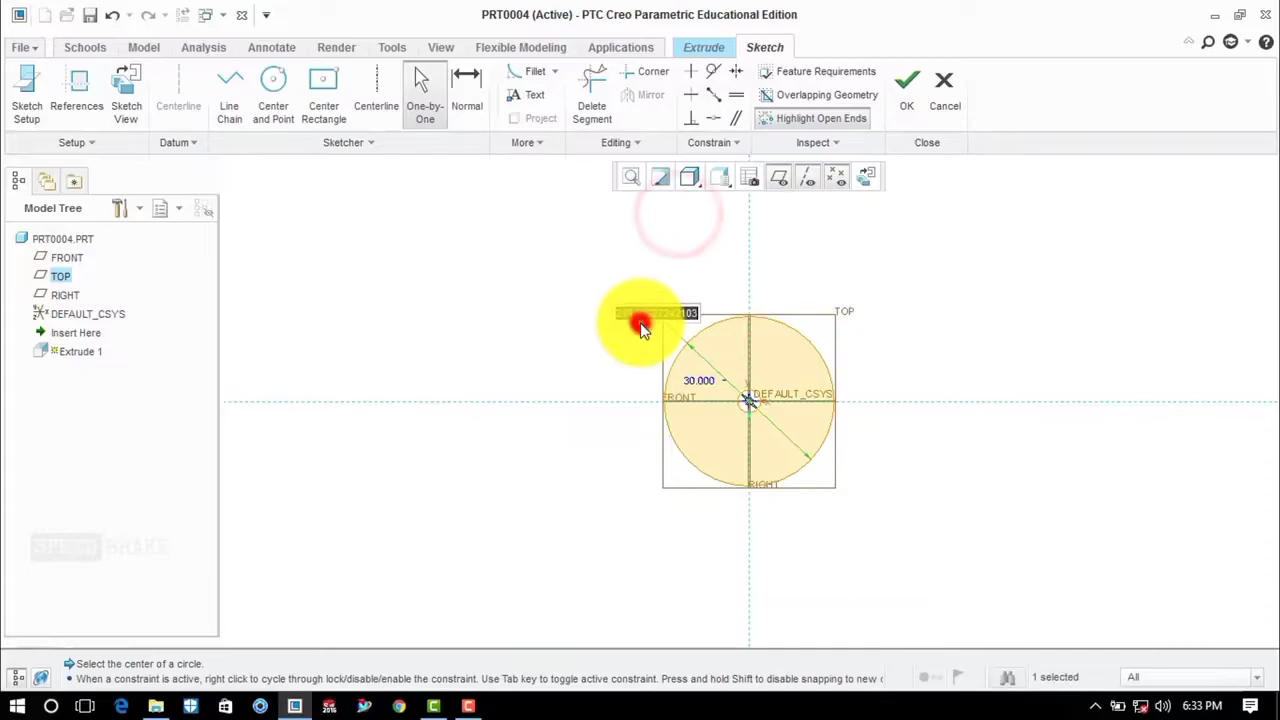 PRT0004 (Active) - PTC Creo Parametric Educational Edition
File Schools Model Analysis Annotate Render Tools View Flexible Modeling Applications Extrude Sketch
Sketch Setup
References
Sketch View
Centerline
Line Chain
Center and Point
Center Rectangle
Centerline
One-by-One
Normal
Fillet
Text
Project
Delete Segment
Corner
Mirror
Feature Requirements
Overlapping Geometry
Highlight Open Ends
OK
Cancel
Setup Datum Sketcher More Editing Constrain Inspect Close
Model Tree
PRT0004.PRT
FRONT
TOP
RIGHT
DEFAULT_CSYS
Insert Here
Extrude 1
TOP
30.000
DEFAULT_CSYS
FRONT
RIGHT
Select the center of a circle.
When a constraint is active, right click to cycle through lock/disable/enable the constraint. Use Tab key to toggle active constraint. Press and hold Shift to disable snapping to new c
1 selected
All
6:33 PM